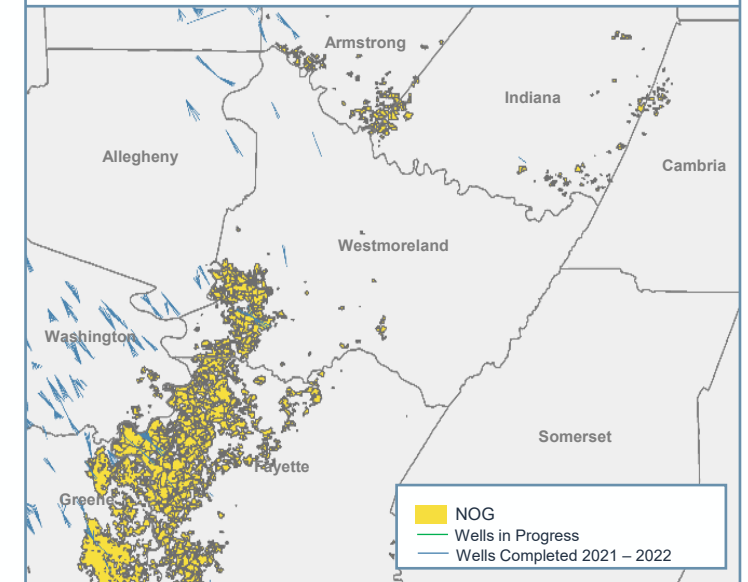 Armstrong
Indiana
Allegheny
Cambria
Westmoreland
Washington
Somerset
Fayette
Greene
NOG
Wells in Progress
Wells Completed 2021 – 2022